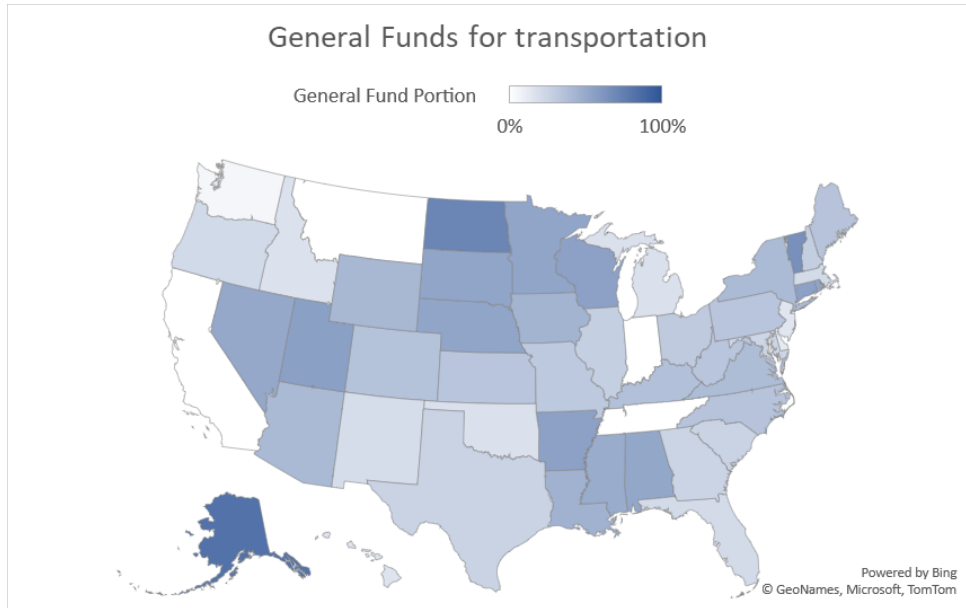 General Funds for transportation
General Fund Portion
0% 100%
Powered by Bing
© GeoNames, Microsoft, TomTom